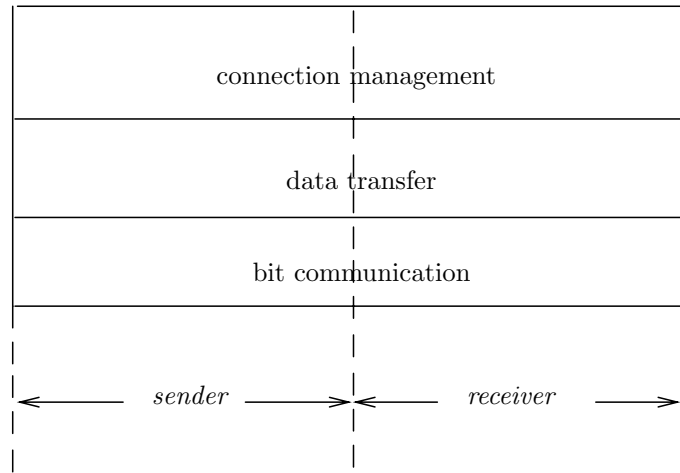 connection management
data transfer
bit communication
sender receiver